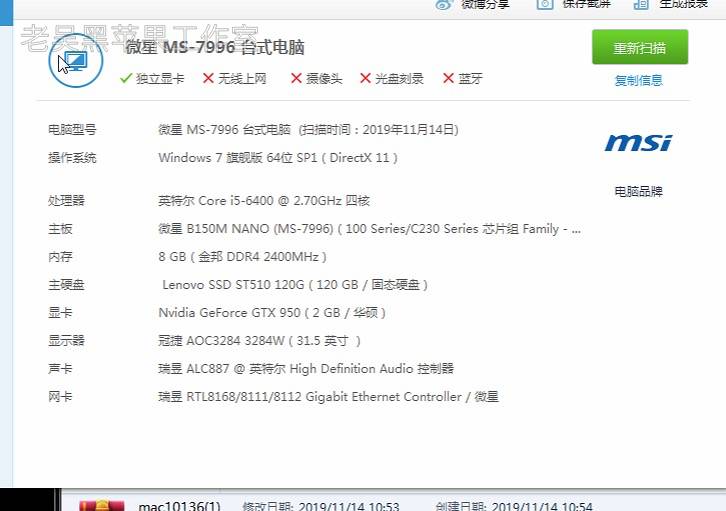 微博分享 保存截屏 生成报表
老吴黑苹果工作室
微星 MS-7996 台式电脑
重新扫描
独立显卡 无线上网 摄像头 光盘刻录 蓝牙
复制信息
电脑型号 微星 MS-7996 台式电脑 (扫描时间:2019年11月14日)
操作系统 Windows 7 旗舰版 64位 SP1 ( DirectX 11 )
msi
电脑品牌
处理器 英特尔 Core i5-6400 @ 2.70GHz 四核
主板 微星 B150M NANO (MS-7996) ( 100 Series/C230 Series 芯片组 Family - ...
内存 8 GB ( 金邦 DDR4 2400MHz )
主硬盘 Lenovo SSD ST510 120G ( 120 GB / 固态硬盘 )
显卡 Nvidia GeForce GTX 950 ( 2 GB / 华硕 )
显示器 冠捷 AOC3284 3284W ( 31.5 英寸 )
声卡 瑞昱 ALC887 @ 英特尔 High Definition Audio 控制器
网卡 瑞昱 RTL8168/8111/8112 Gigabit Ethernet Controller / 微星
mac10136(1) 修改日期: 2019/11/14 10:53 创建日期: 2019/11/14 10:54